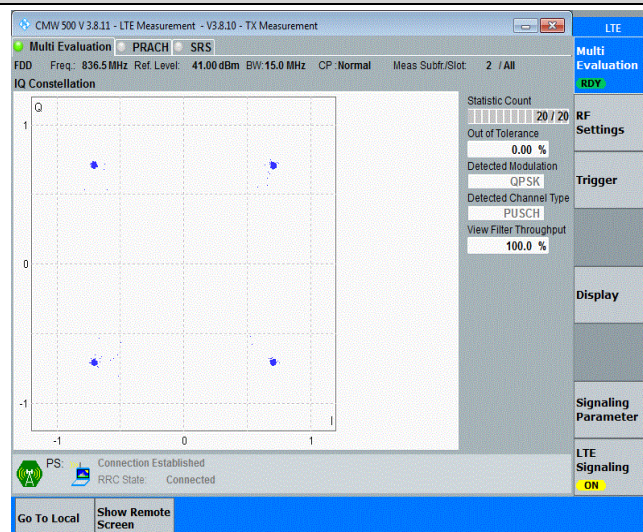 CMW 500 V 3.8.11 - LTE Measurement - V3.8.10 - TX Measurement
LTE
Multi Evaluation PRACH SRS
Multi
Evaluation
RDY
FDD Freq.: 836.5 MHz Ref. Level: 41.00 dBm BW: 15.0 MHz CP : Normal Meas Subfr./Slot: 2 / All
IQ Constellation
Q
1
0
-1
-1 0 1
I
Statistic Count
20 / 20
Out of Tolerance
0.00 %
Detected Modulation
QPSK
Detected Channel Type
PUSCH
View Filter Throughput
100.0 %
RF
Settings
Trigger
Display
Signaling
Parameter
LTE
Signaling
ON
PS: Connection Established
RRC State: Connected
Go To Local
Show Remote
Screen